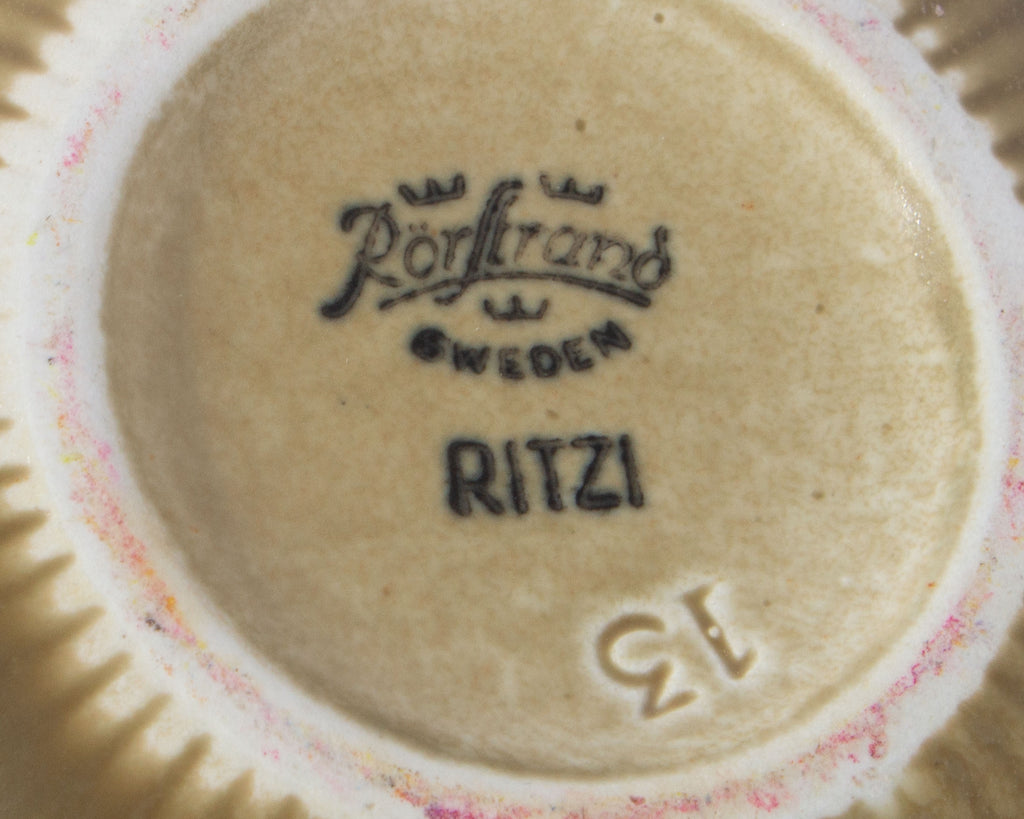 Rörstrand
SWEDEN
RITZI
13